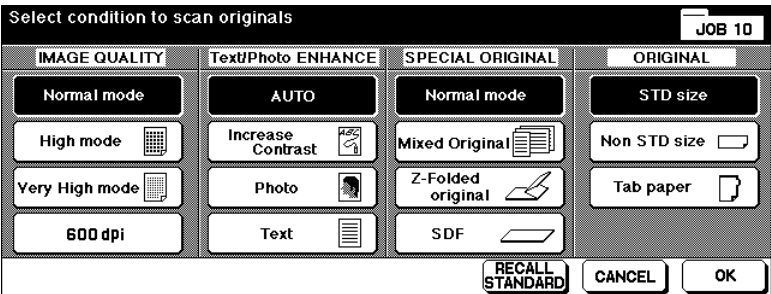 Select condition to scan originals
JOB 10
IMAGE QUALITY
Text/Photo ENHANCE
SPECIAL ORIGINAL
ORIGINAL
Normal mode
AUTO
Normal mode
STD size
High mode
Increase
Contrast
ABC
Mixed Original
Non STD size
Very High mode
Photo
Z-Folded
original
Tab paper
600 dpi
Text
SDF
RECALL
STANDARD
CANCEL
OK